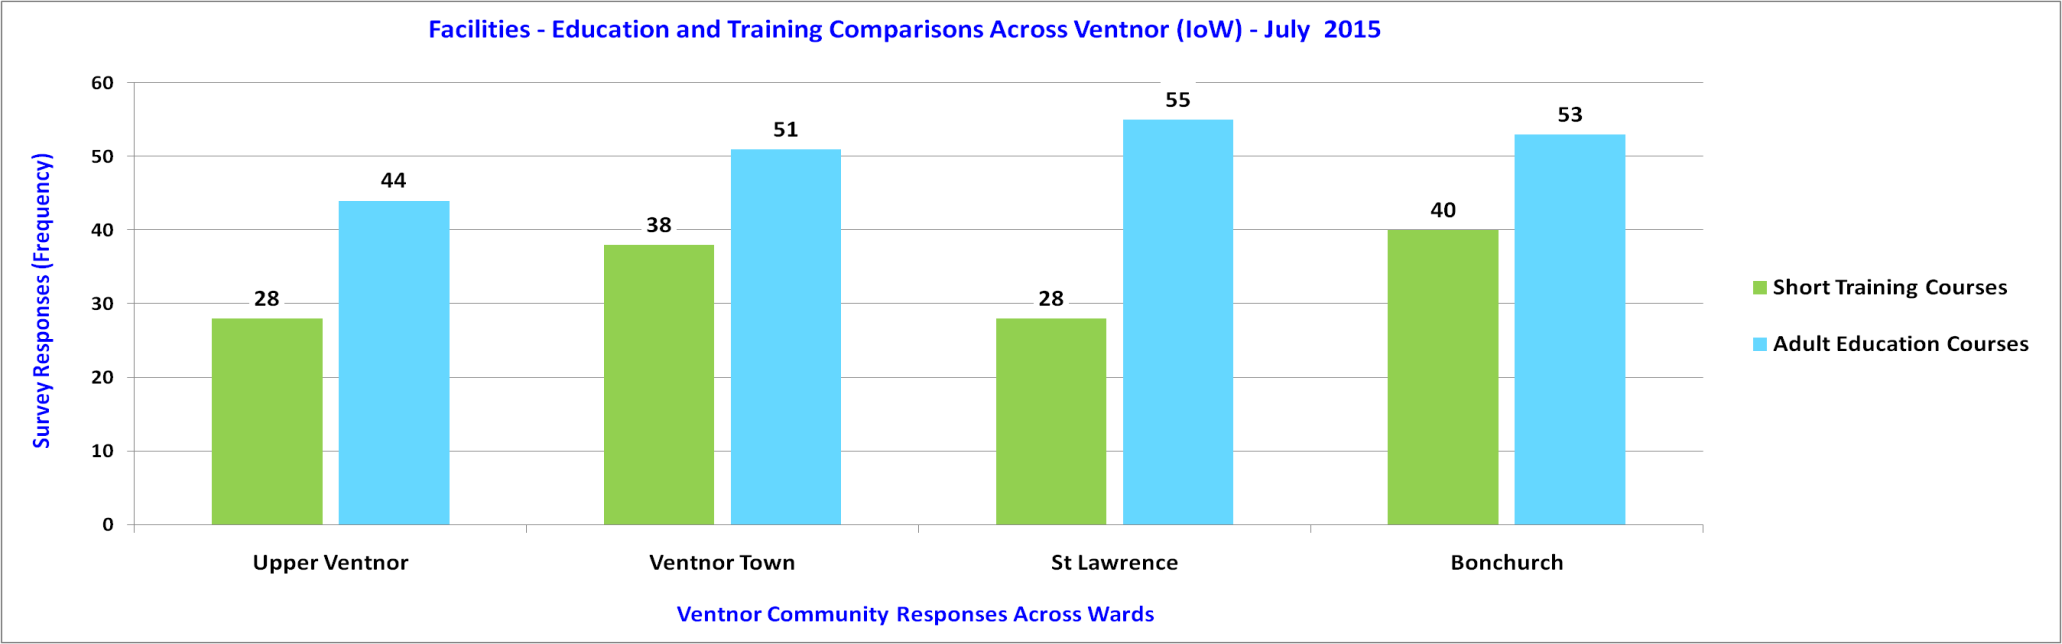 Facilities - Education and Training Comparisons Across Ventnor (IoW) - July  2015
Survey Responses (Frequency)
60
50
40
30
20
10
0
28
44
38
51
28
55
40
53
Upper Ventnor
Ventnor Town
St Lawrence
Bonchurch
Ventnor Community Responses Across Wards
Short Training Courses
Adult Education Courses